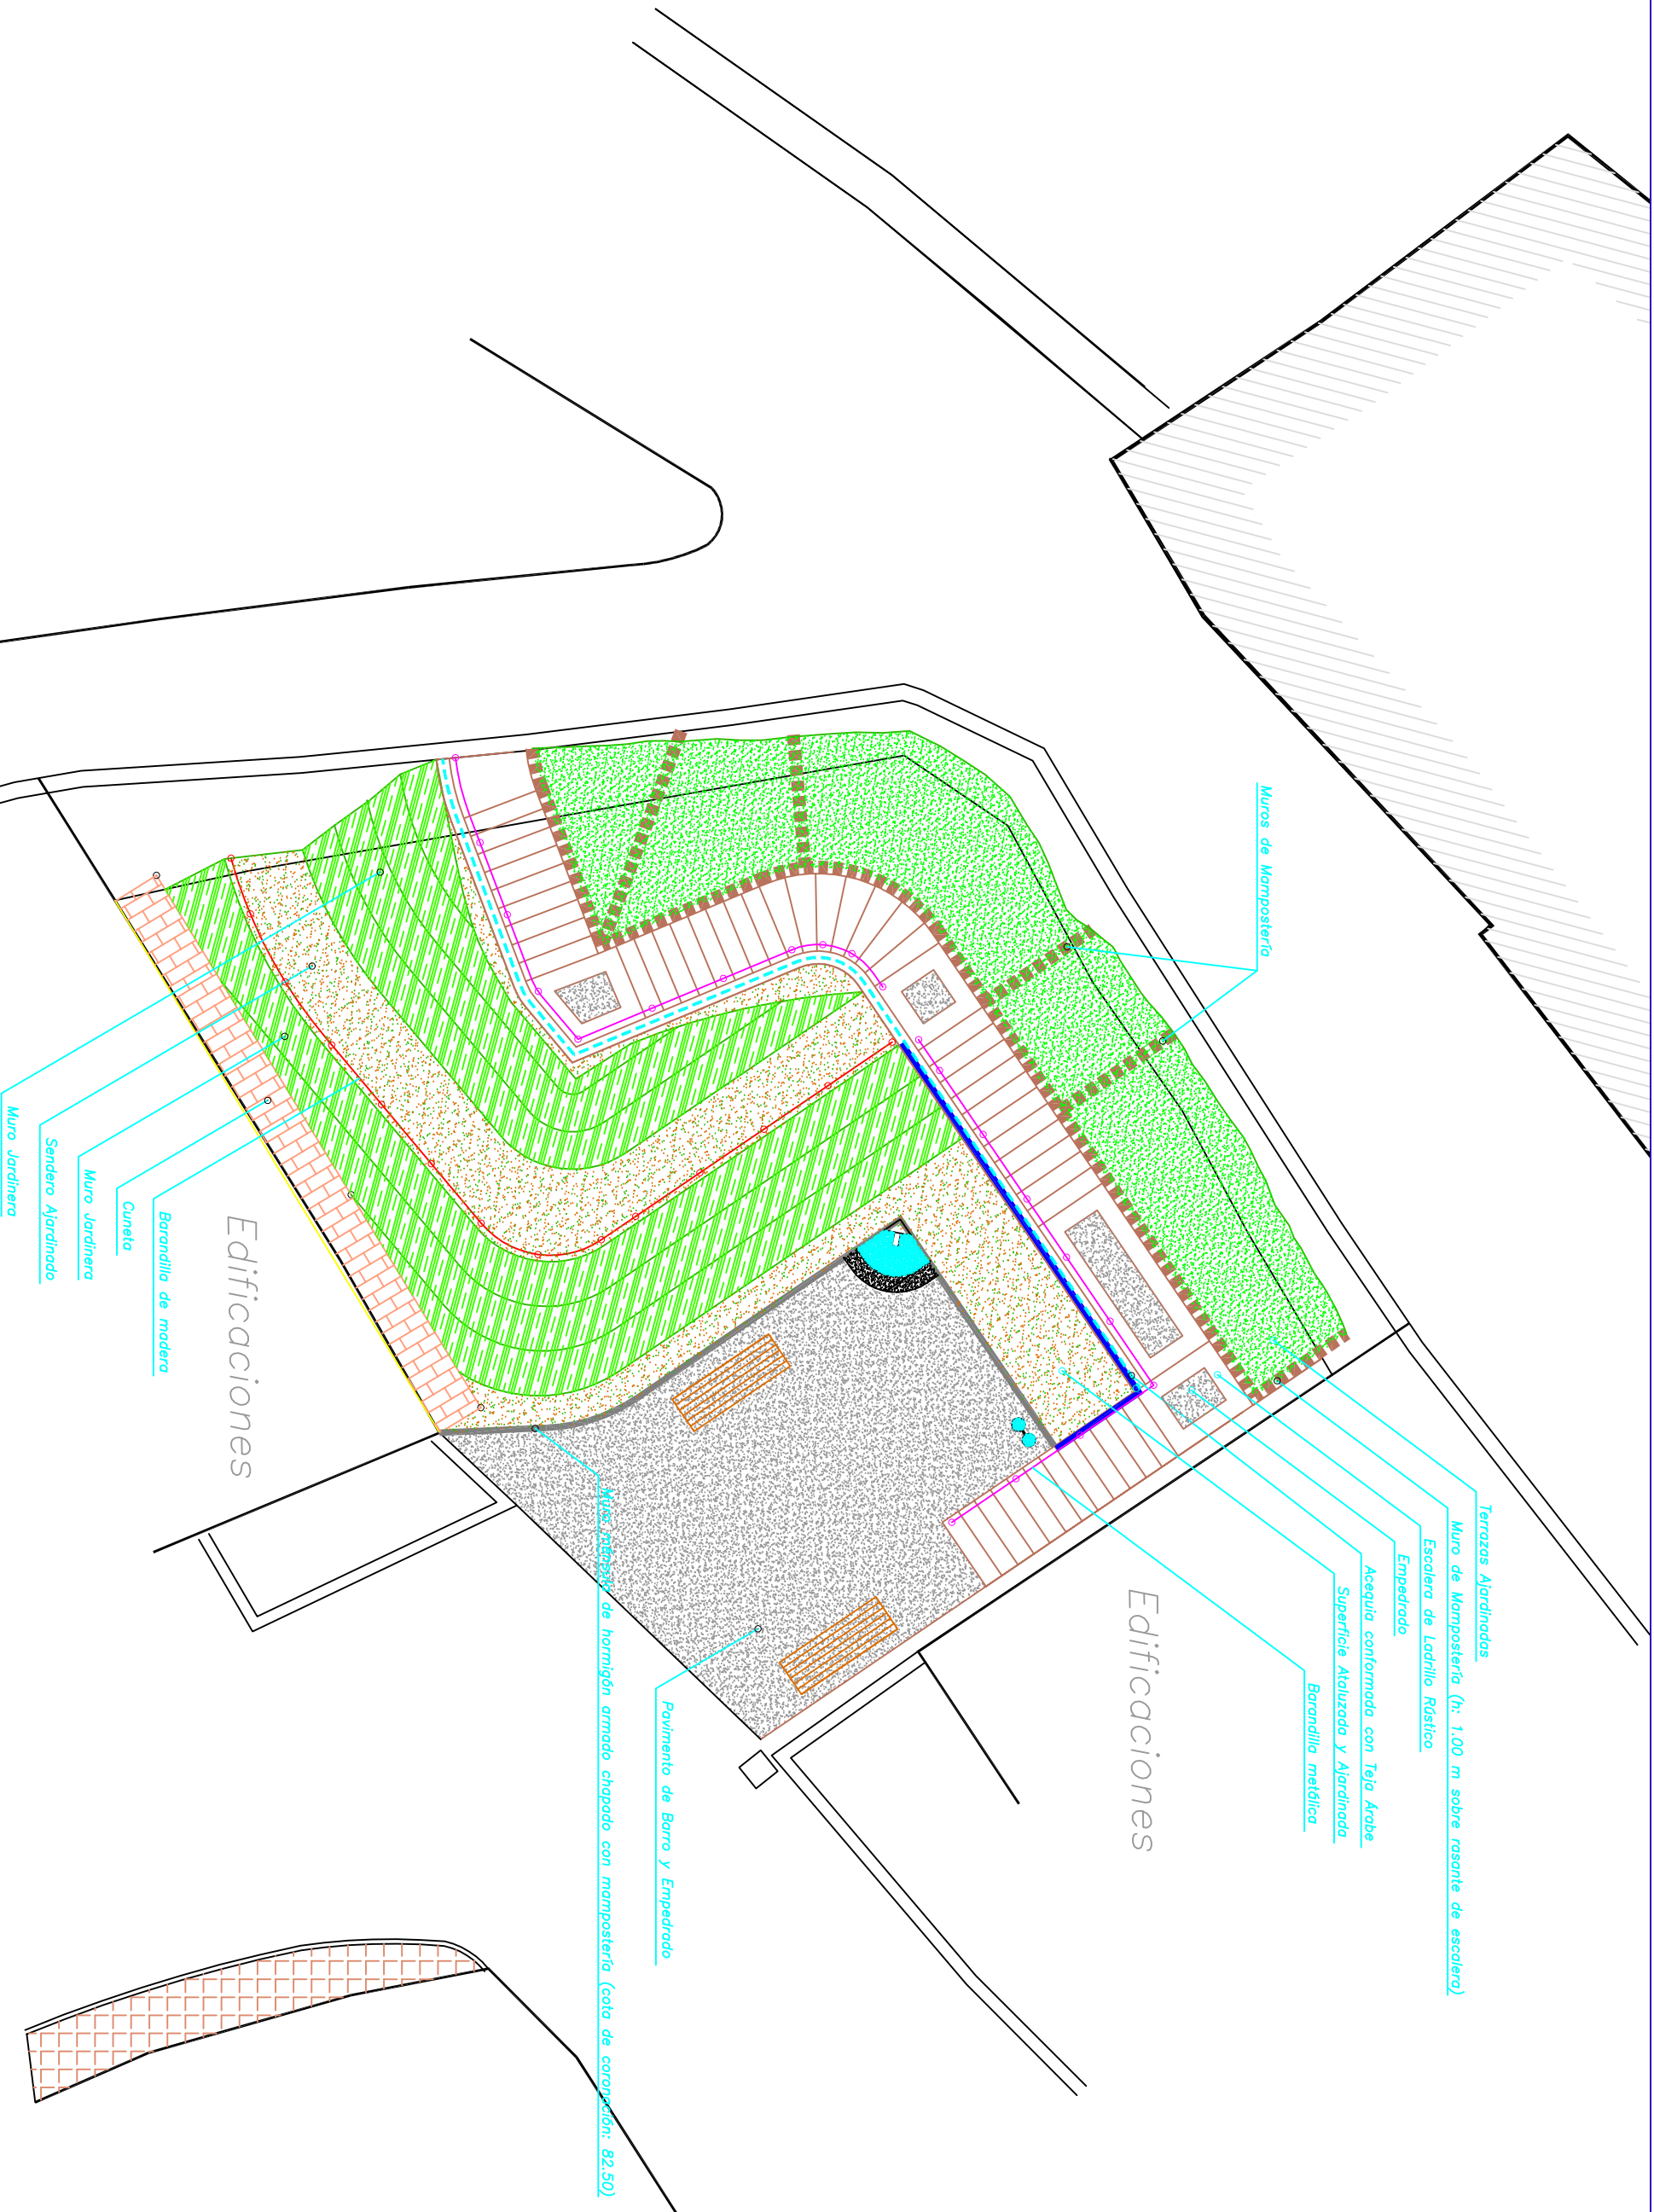 Muros de Mampostería
Terrazas Ajardinadas
Muro de Mampostería (h: 1.00 m sobre rasante de escalera)
Escalera de Ladrillo Rústico
Empedrado
Acequia conformada con Teja Árabe
Superficie Ataluzada y Ajardinada
Barandilla metálica
Edificaciones
Pavimento de Barro y Empedrado
Muro ménsula de hormigón armado chapado con mampostería (cota de coronación: 82.50)
Edificaciones
Barandilla de madera
Cuneta
Muro Jardinera
Sendero Ajardinado
Muro Jardinera